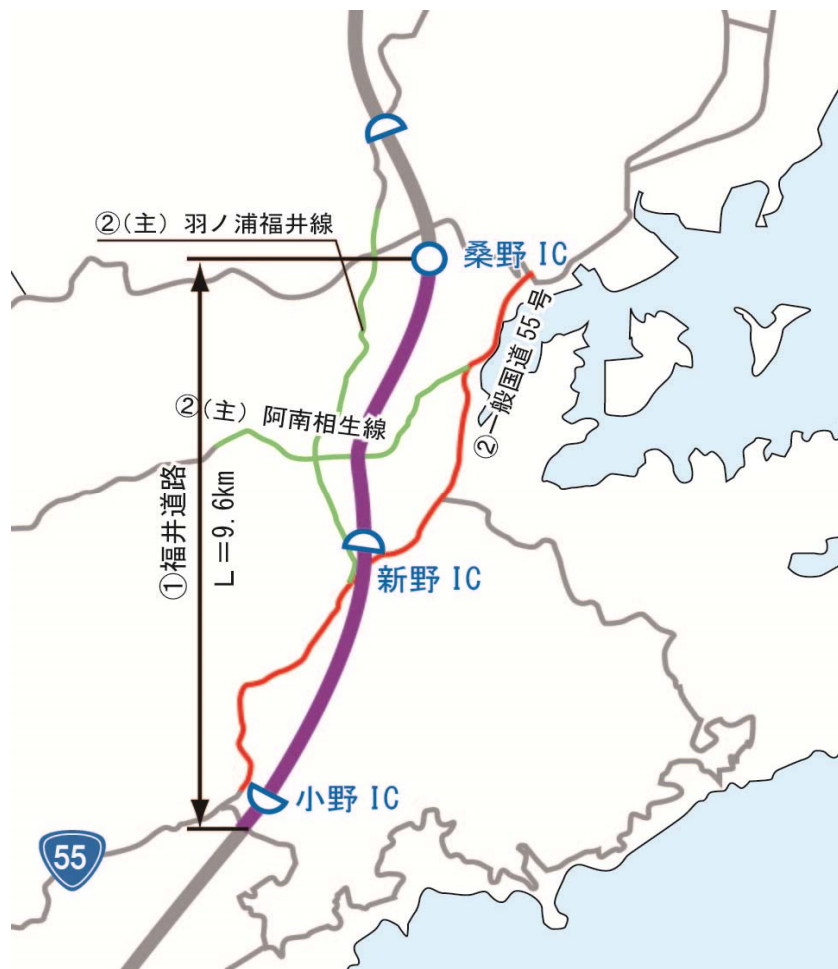 ②(主) 羽ノ浦福井線
桑野 IC
②一般国道 55 号
②(主) 阿南相生線
①福井道路
L=9.6km
新野 IC
小野 IC
55